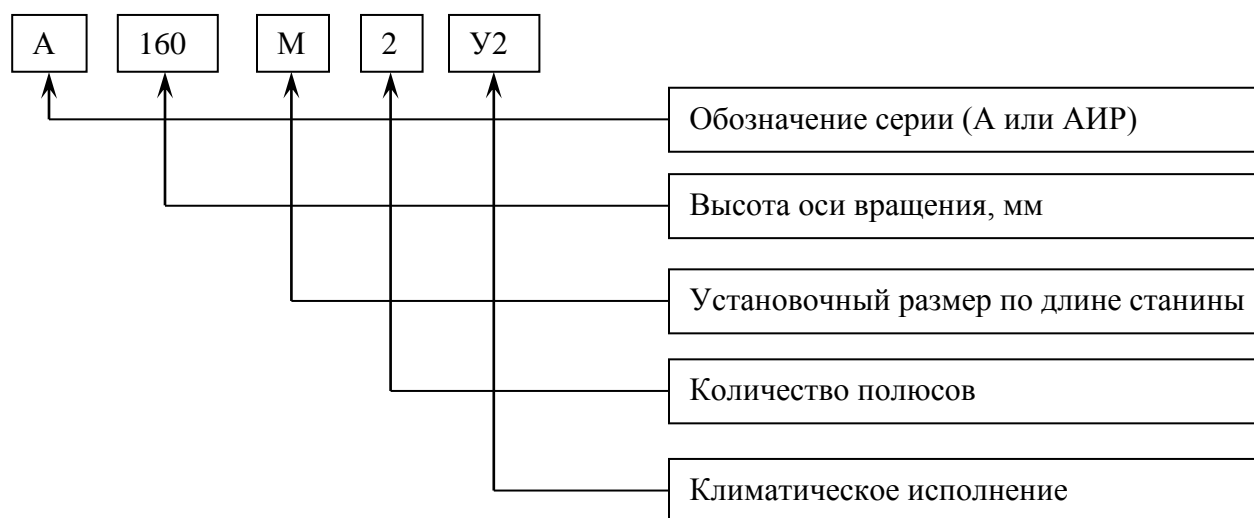 А 160 М 2 У2
Обозначение серии (А или АИР)
Высота оси вращения, мм
Установочный размер по длине станины
Количество полюсов
Климатическое исполнение